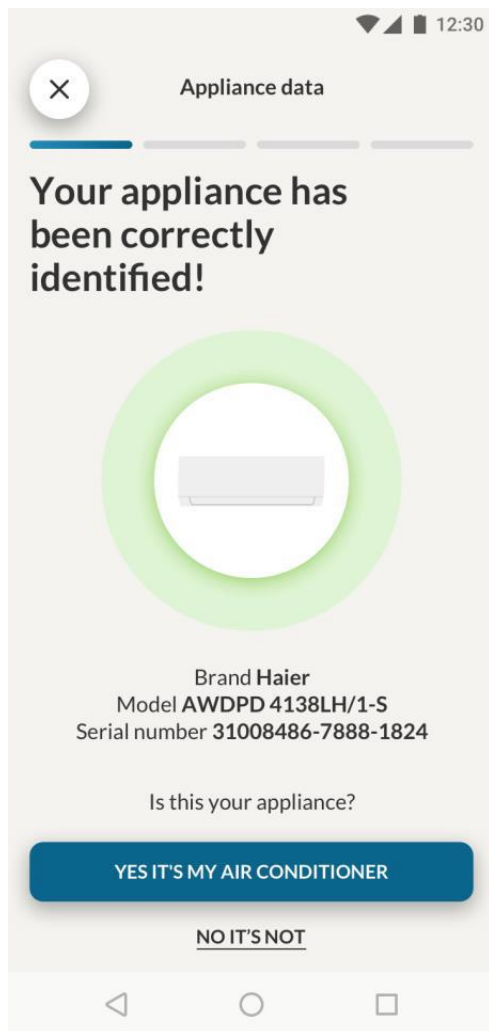 12:30
Appliance data
Your appliance has
been correctly
identified!
Brand Haier
Model AWDPD 4138LH/1-S
Serial number 31008486-7888-1824
Is this your appliance?
YES IT'S MY AIR CONDITIONER
NO IT’S NOT